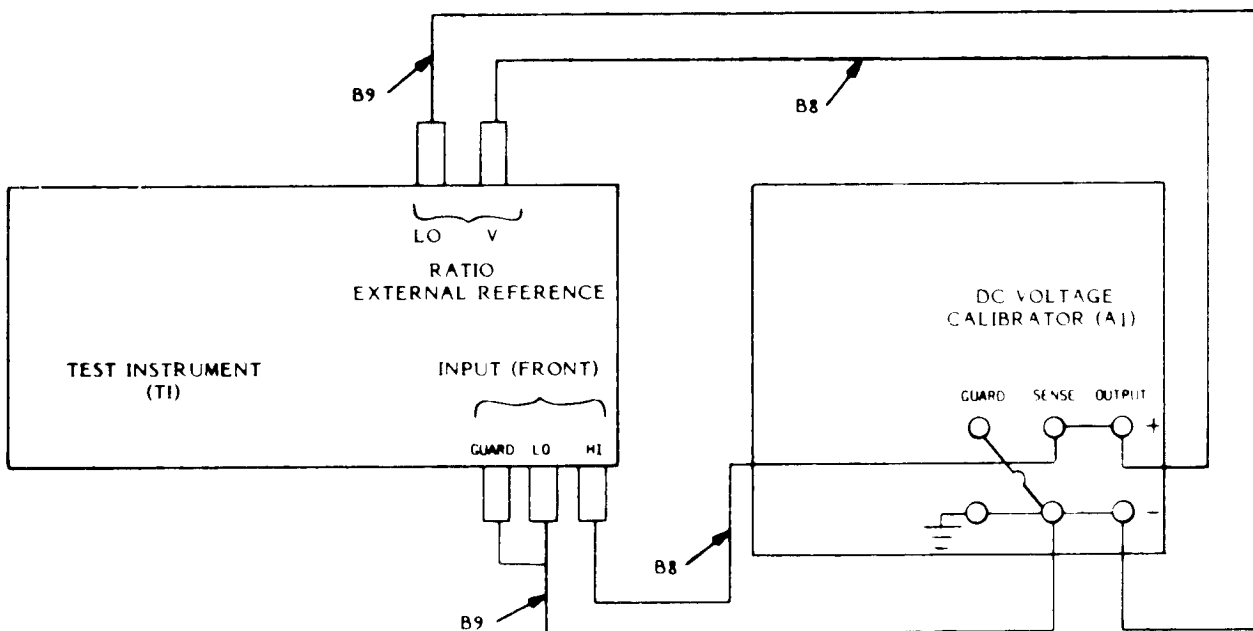 B9
B8
LO V
RATIO
EXTERNAL REFERENCE
DC VOLTAGE
CALIBRATOR (A1)
TEST INSTRUMENT
(TI)
INPUT (FRONT)
GUARD SENSE OUTPUT
+
GUARD LO HI
-
B8
B9